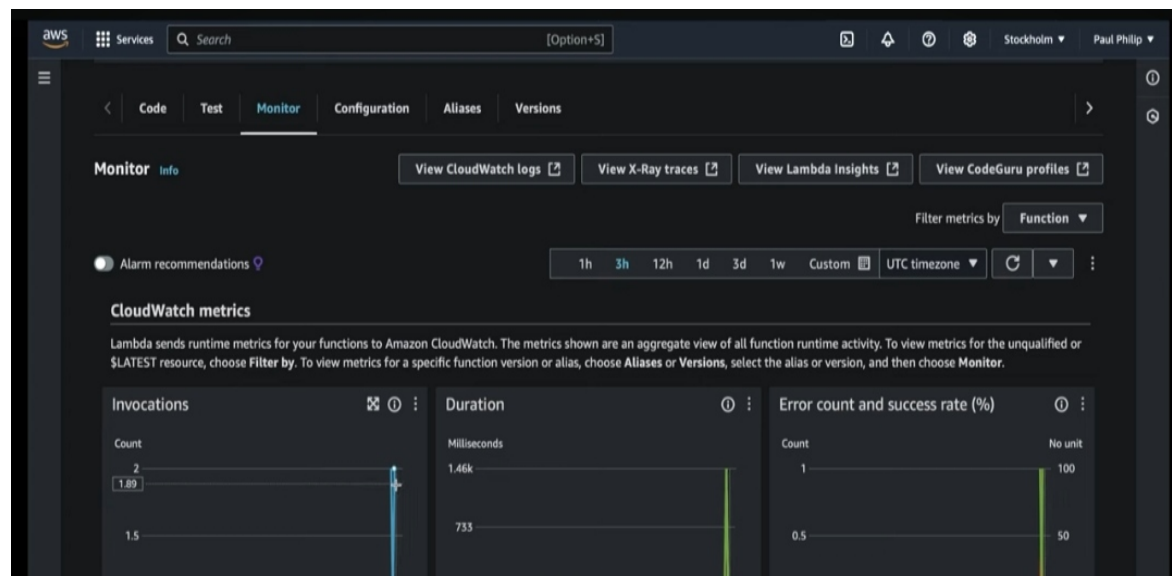 aws Services Search [Option+S] Stockholm ▼ Paul Philip ▼
Code Test Monitor Configuration Aliases Versions
Monitor Info View CloudWatch logs View X-Ray traces View Lambda Insights View CodeGuru profiles
Filter metrics by Function ▼
Alarm recommendations 1h 3h 12h 1d 3d 1w Custom UTC timezone ▼
CloudWatch metrics
Lambda sends runtime metrics for your functions to Amazon CloudWatch. The metrics shown are an aggregate view of all function runtime activity. To view metrics for the unqualified or
$LATEST resource, choose Filter by. To view metrics for a specific function version or alias, choose Aliases or Versions, select the alias or version, and then choose Monitor.
Invocations Duration Error count and success rate (%)
Count Milliseconds Count No unit
2 1.46k 1 100
1.89
1.5 733 0.5 50